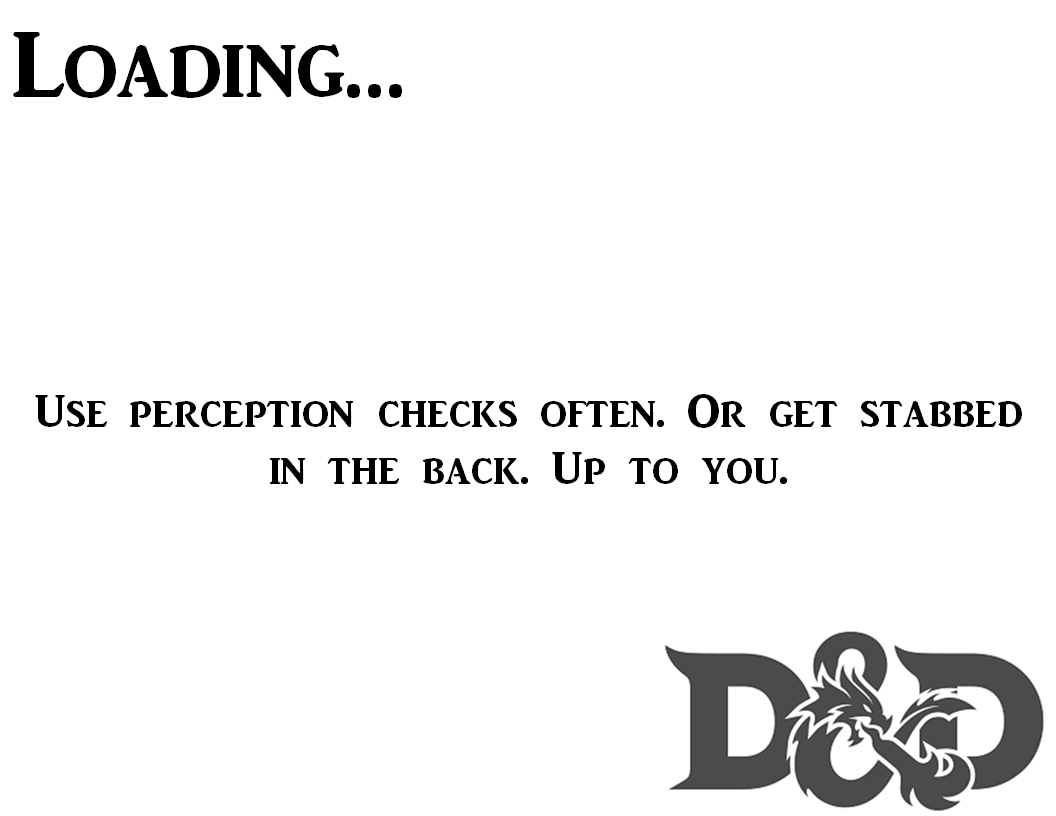 Loading...
Use perception checks often. Or get stabbed
in the back. Up to you.
D&D